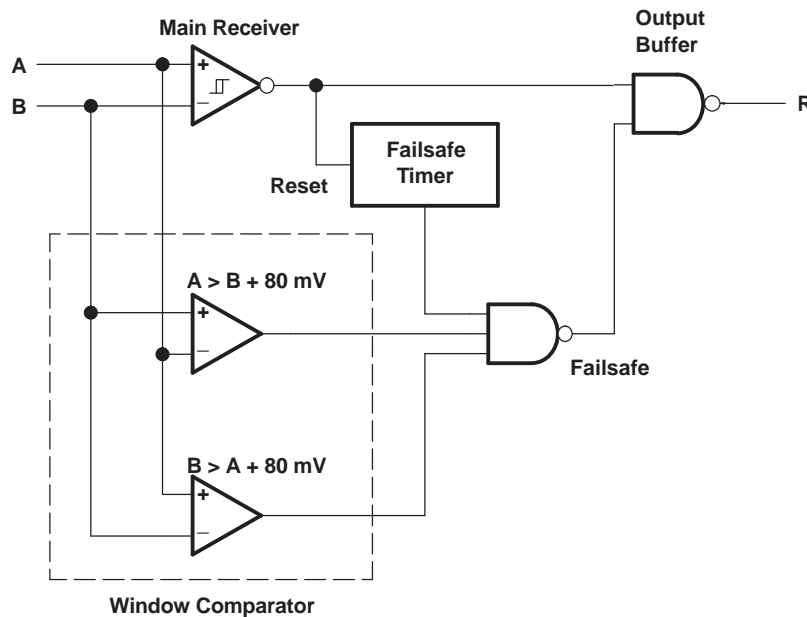 Output
Buffer
Main Receiver
A
+
_
B
R
Reset
Failsafe
Timer
A > B + 80 mV
+
_
Failsafe
B > A + 80 mV
+
_
Window Comparator